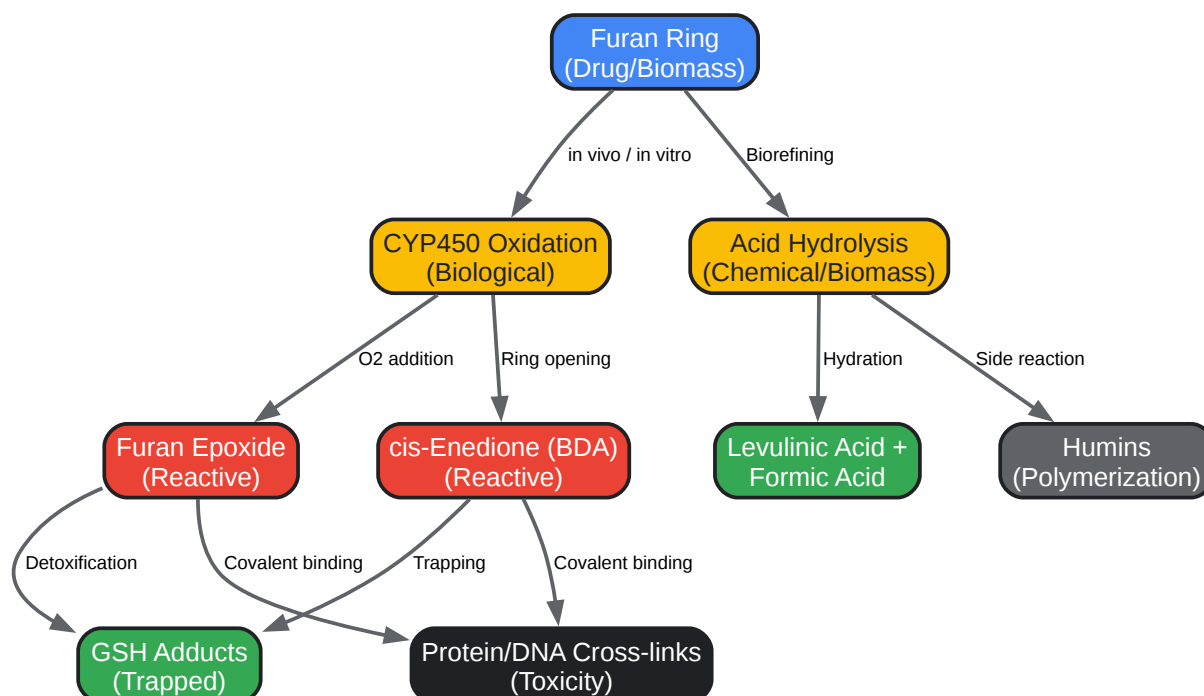 Furan Ring
(Drug/Biomass)
in vivo / in vitro
Biorefining
CYP450 Oxidation
(Biological)
Acid Hydrolysis
(Chemical/Biomass)
O2 addition
Ring opening
Hydration
Side reaction
Furan Epoxide
(Reactive)
cis-Enedione (BDA)
(Reactive)
Levulinic Acid +
Formic Acid
Humins
(Polymerization)
Detoxification
Covalent binding
Trapping
Covalent binding
GSH Adducts
(Trapped)
Protein/DNA Cross-links
(Toxicity)